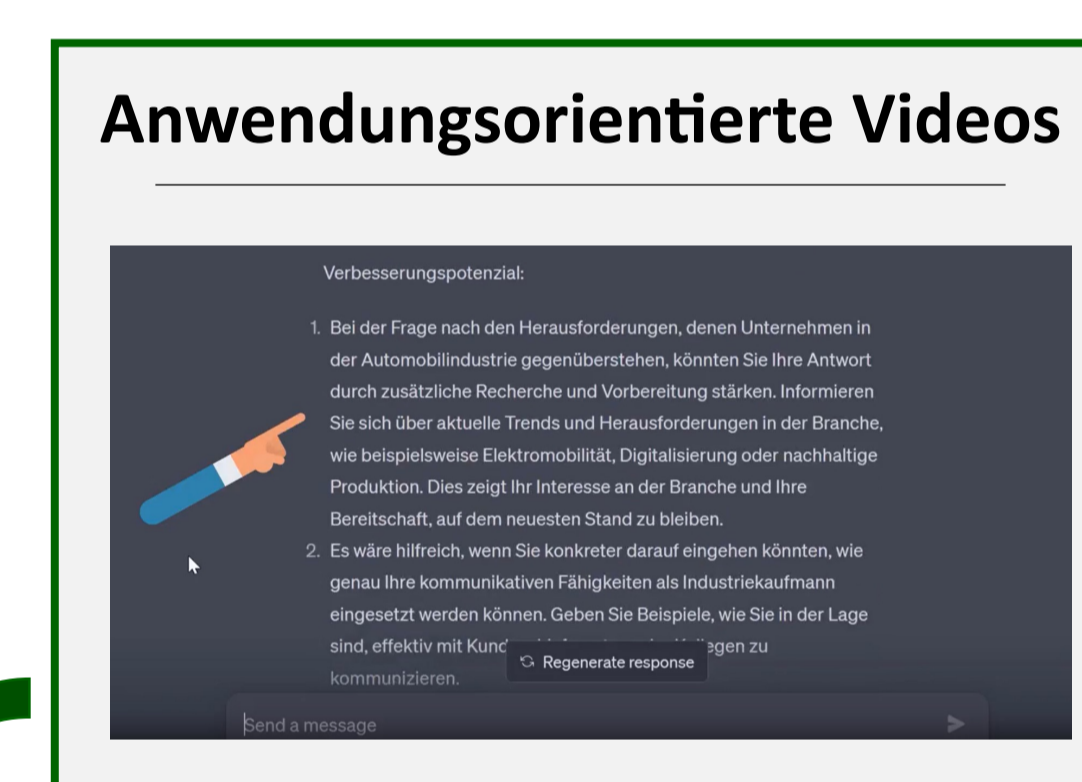 Anwendungsorientierte Videos
Verbesserungspotenzial:
1. Bei der Frage nach den Herausforderungen, denen Unternehmen in
der Automobilindustrie gegenüberstehen, könnten Sie Ihre Antwort
durch zusätzliche Recherche und Vorbereitung stärken. Informieren
Sie sich über aktuelle Trends und Herausforderungen in der Branche,
wie beispielsweise Elektromobilität, Digitalisierung oder nachhaltige
Produktion. Dies zeigt Ihr Interesse an der Branche und Ihre
Bereitschaft, auf dem neuesten Stand zu bleiben.
2. Es wäre hilfreich, wenn Sie konkreter darauf eingehen könnten, wie
genau Ihre kommunikativen Fähigkeiten als Industriekaufmann
eingesetzt werden können. Geben Sie Beispiele, wie Sie in der Lage
sind, effektiv mit zu
kommunizieren.
Regenerate response
Send a message